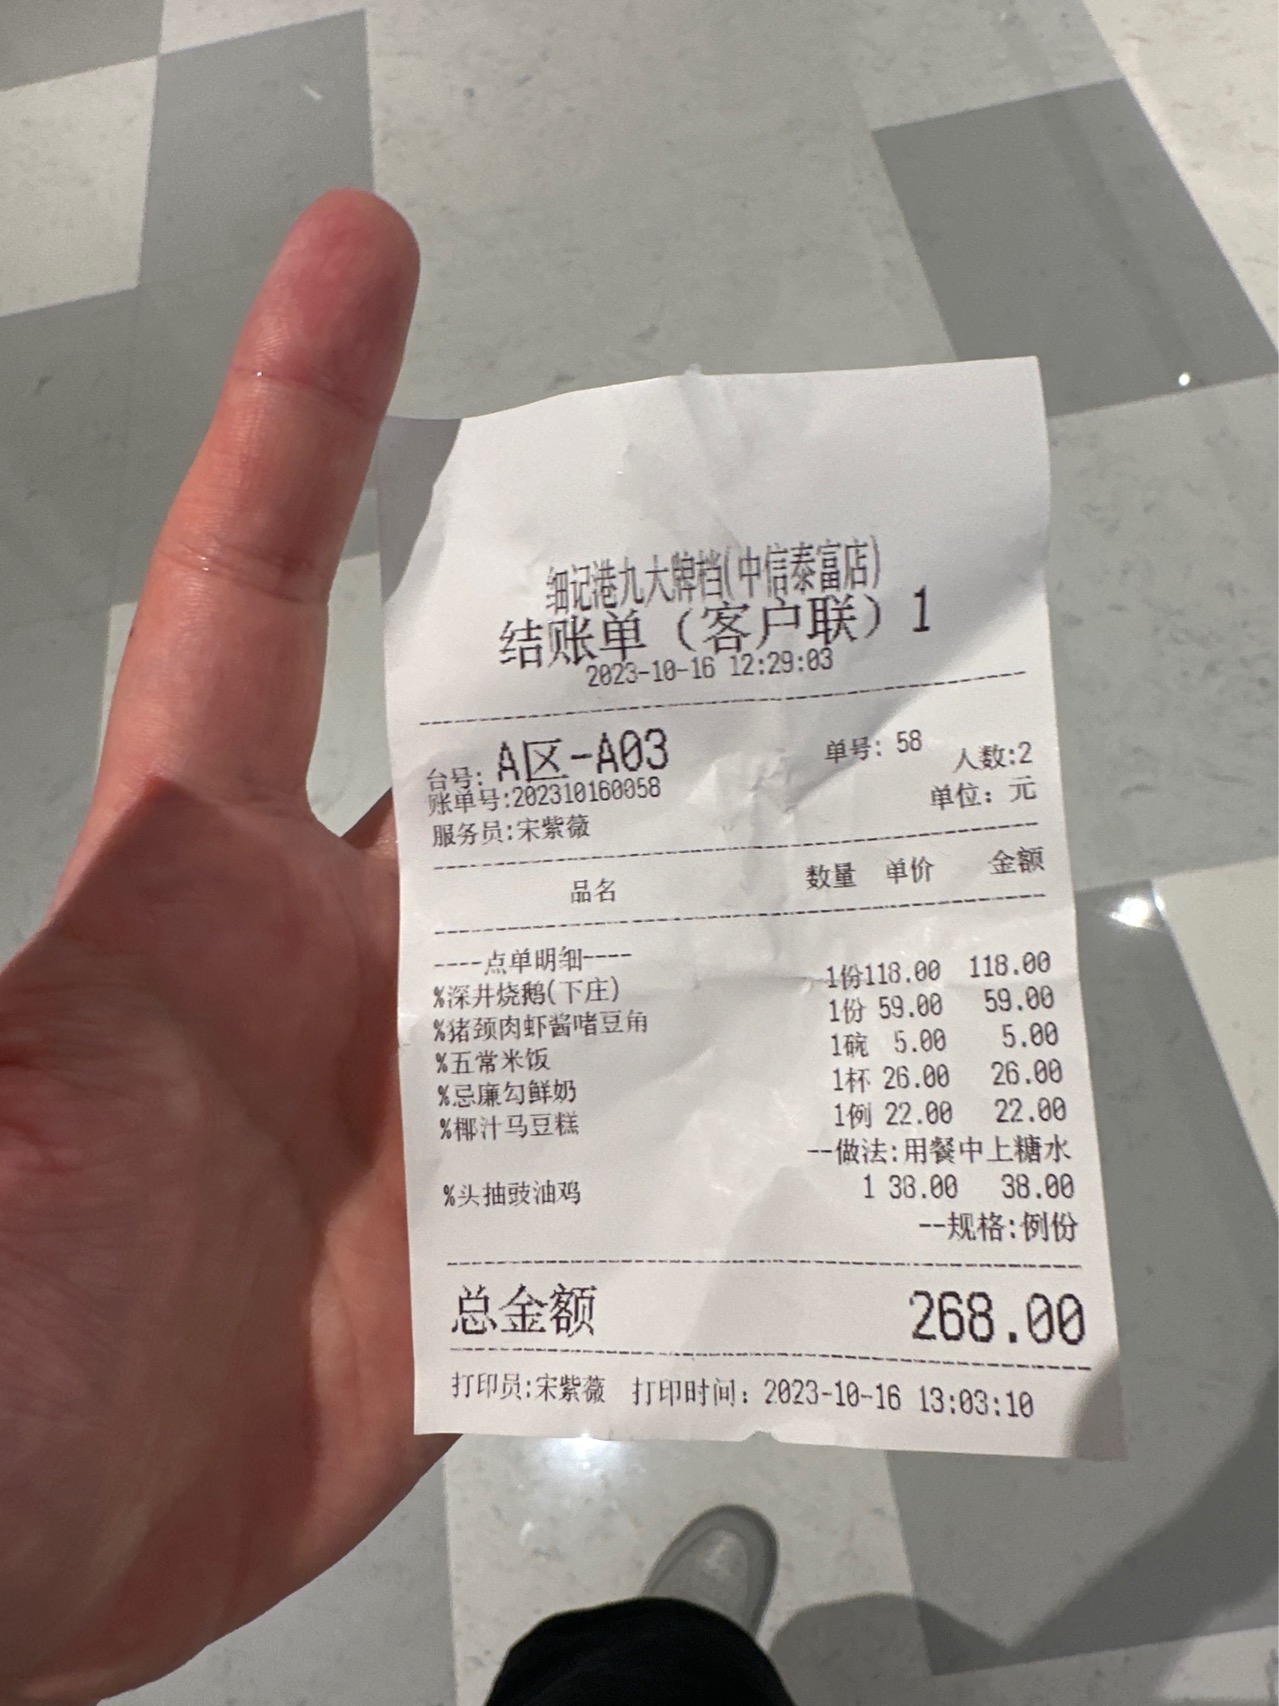 细记港九大牌档(中信泰富店)
结账单（客户联）1
2023-10-16 12:29:03
台号: A区-A03 单号: 58 人数:2
账单号:202310160058 单位：元
服务员:宋紫薇
品名 数量 单价 金额
----点单明细----
%深井烧鹅(下庄) 1份118.00 118.00
%猪颈肉虾酱啫豆角 1份 59.00 59.00
%五常米饭 1碗 5.00 5.00
%忌廉勾鲜奶 1杯 26.00 26.00
%椰汁马豆糕 1例 22.00 22.00
--做法:用餐中上糖水
%头抽豉油鸡 1 38.00 38.00
--规格:例份
总金额 268.00
打印员:宋紫薇 打印时间：2023-10-16 13:03:10